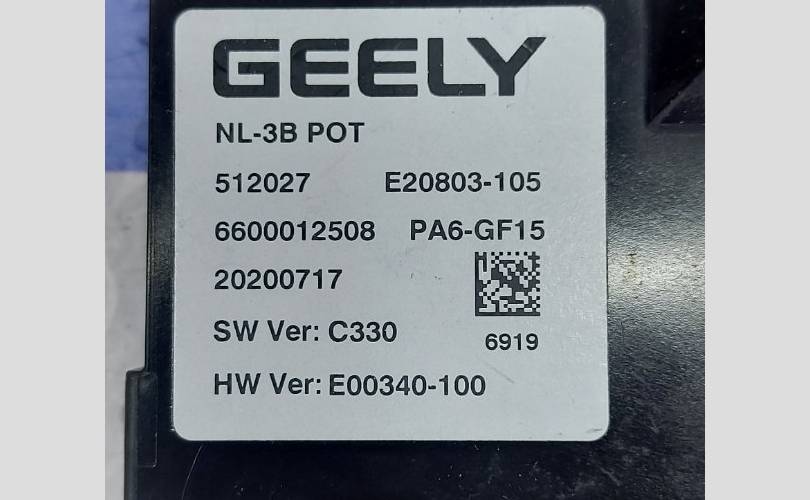 GEELY
NL-3B POT
512027 E20803-105
6600012508 PA6-GF15
20200717
SW Ver: C330 6919
HW Ver: E00340-100